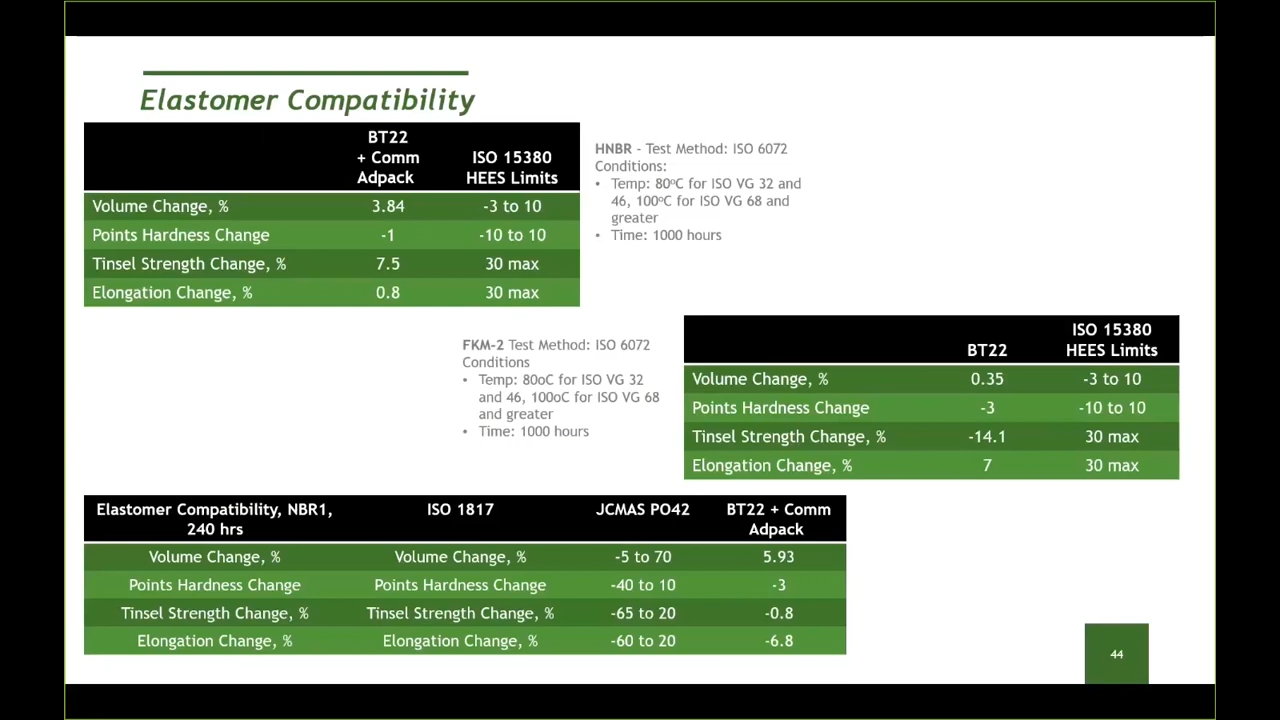 Elastomer Compatibility
BT22
+ Comm
Adpack
ISO 15380
HEES Limits
Volume Change, % 3.84 -3 to 10
Points Hardness Change -1 -10 to 10
Tinsel Strength Change, % 7.5 30 max
Elongation Change, % 0.8 30 max
HNBR - Test Method: ISO 6072
Conditions:
• Temp: 80ºC for ISO VG 32 and
46, 100ºC for ISO VG 68 and
greater
• Time: 1000 hours
FKM-2 Test Method: ISO 6072
Conditions
• Temp: 80oC for ISO VG 32
and 46, 100oC for ISO VG 68
and greater
• Time: 1000 hours
BT22
ISO 15380
HEES Limits
Volume Change, % 0.35 -3 to 10
Points Hardness Change -3 -10 to 10
Tinsel Strength Change, % -14.1 30 max
Elongation Change, % 7 30 max
Elastomer Compatibility, NBR1,
240 hrs
ISO 1817
JCMAS PO42
BT22 + Comm
Adpack
Volume Change, % Volume Change, % -5 to 70 5.93
Points Hardness Change Points Hardness Change -40 to 10 -3
Tinsel Strength Change, % Tinsel Strength Change, % -65 to 20 -0.8
Elongation Change, % Elongation Change, % -60 to 20 -6.8
44